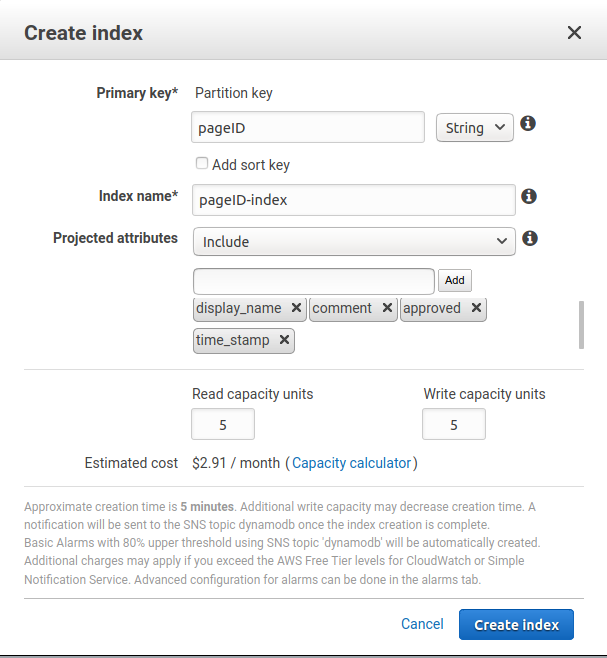 Create index
Primary key* Partition key
pageID String
Add sort key
Index name* pageID-index
Projected attributes Include
Add
display_name comment approved
time_stamp
Read capacity units Write capacity units
5 5
Estimated cost $2.91 / month (Capacity calculator)
Approximate creation time is 5 minutes. Additional write capacity may decrease creation time. A
notification will be sent to the SNS topic dynamodb once the index creation is complete.
Basic Alarms with 80% upper threshold using SNS topic 'dynamodb' will be automatically created.
Additional charges may apply if you exceed the AWS Free Tier levels for CloudWatch or Simple
Notification Service. Advanced configuration for alarms can be done in the alarms tab.
Cancel Create index